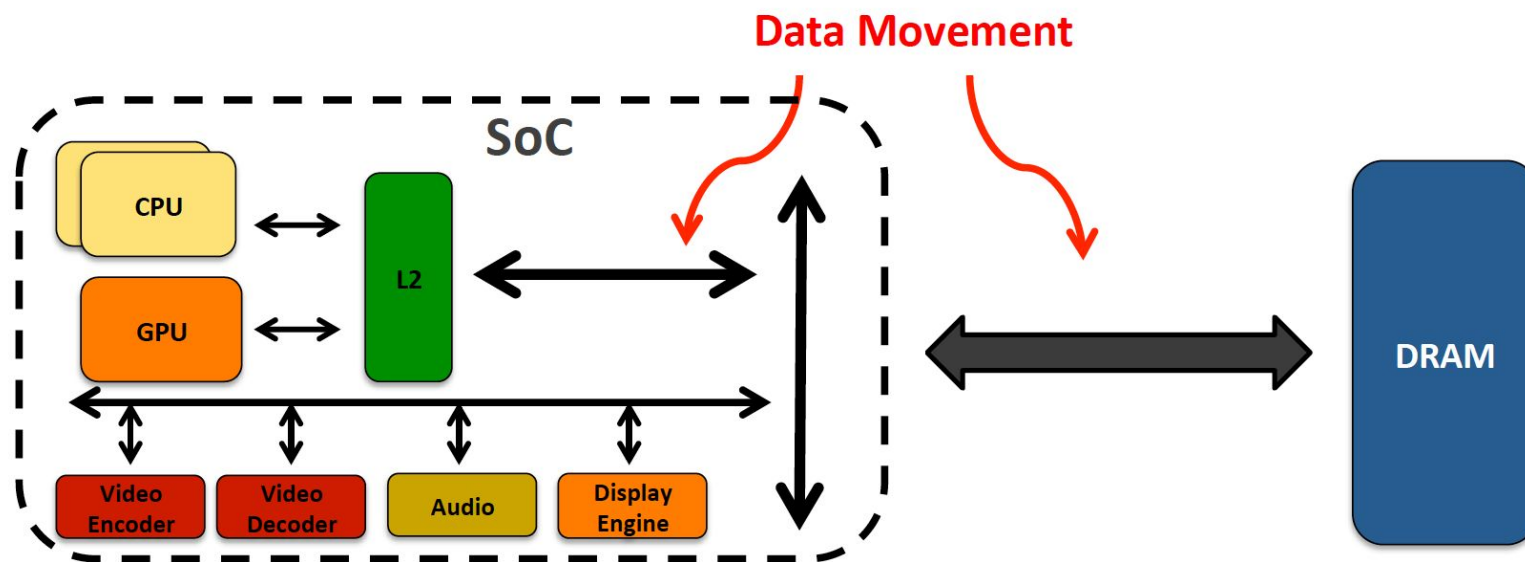 Data Movement
SoC
CPU
L2
GPU
DRAM
Video
Encoder
Video
Decoder
Audio
Display
Engine